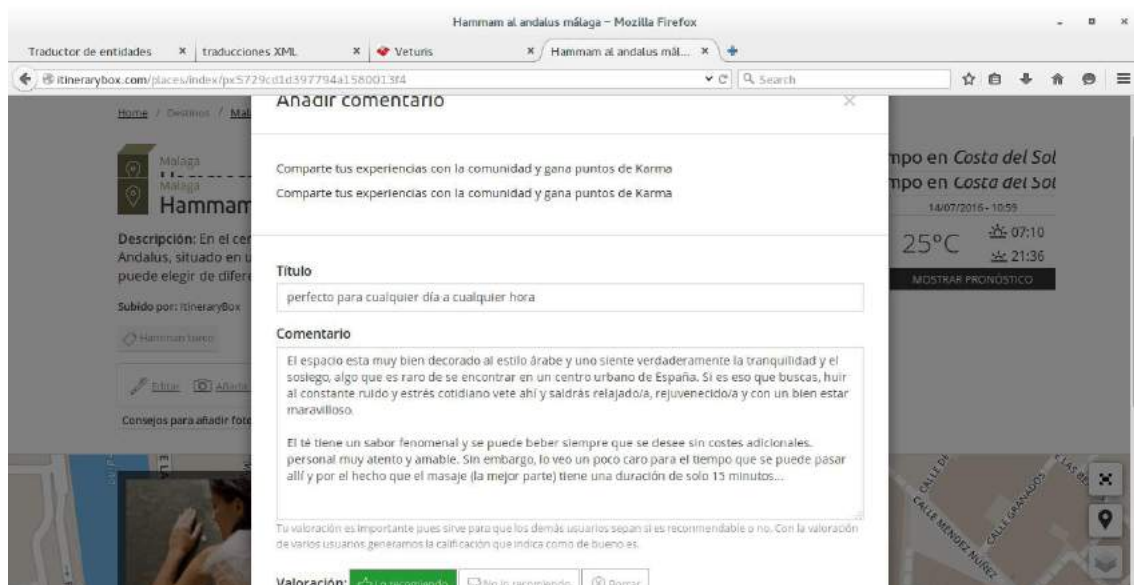 Hammam al andalus málaga - Mozilla Firefox
Traductor de entidades × traducciones XML × Veturis × Hammam al andalus mál... ×
itinerarybox.com/places/index/px5729cd1d397794a1580013f4 Search
Añadir comentario ×
Home / Destinos / Mál
Malaga
Malaga
Hammam
mpo en Costa del Sol
mpo en Costa del Sol
14/07/2016 - 10:59
25°C 07:10
21:36
MOSTRAR PRONÓSTICO
Comparte tus experiencias con la comunidad y gana puntos de Karma
Comparte tus experiencias con la comunidad y gana puntos de Karma
Descripción: En el cer
Andalus, situado en u
puede elegir de difere
Subido por: ItineraryBox
Hamman turco
Editar Añadir
Consejos para añadir foto
Título
perfecto para cualquier día a cualquier hora
Comentario
El espacio esta muy bien decorado al estilo árabe y uno siente verdaderamente la tranquilidad y el
sosiego, algo que es raro de se encontrar en un centro urbano de España. Si es eso que buscas, huir
al constante ruido y estrés cotidiano vete ahí y saldrás relajado/a, rejuvenecido/a y con un bien estar
maravilloso.
El té tiene un sabor fenomenal y se puede beber siempre que se desee sin costes adicionales.
personal muy atento y amable. Sin embargo, lo veo un poco caro para el tiempo que se puede pasar
allí y por el hecho que el masaje (la mejor parte) tiene una duración de solo 15 minutos...
Tu valoración es importante pues sirve para que los demás usuarios sepan si es recomendable o no. Con la valoración
de varios usuarios generamos la calificación que indica como de bueno es.
Valoración: Lo recomiendo No lo recomiendo Borrar
CALLE MENDEZ NUÑEZ
CALLE GRANADOS